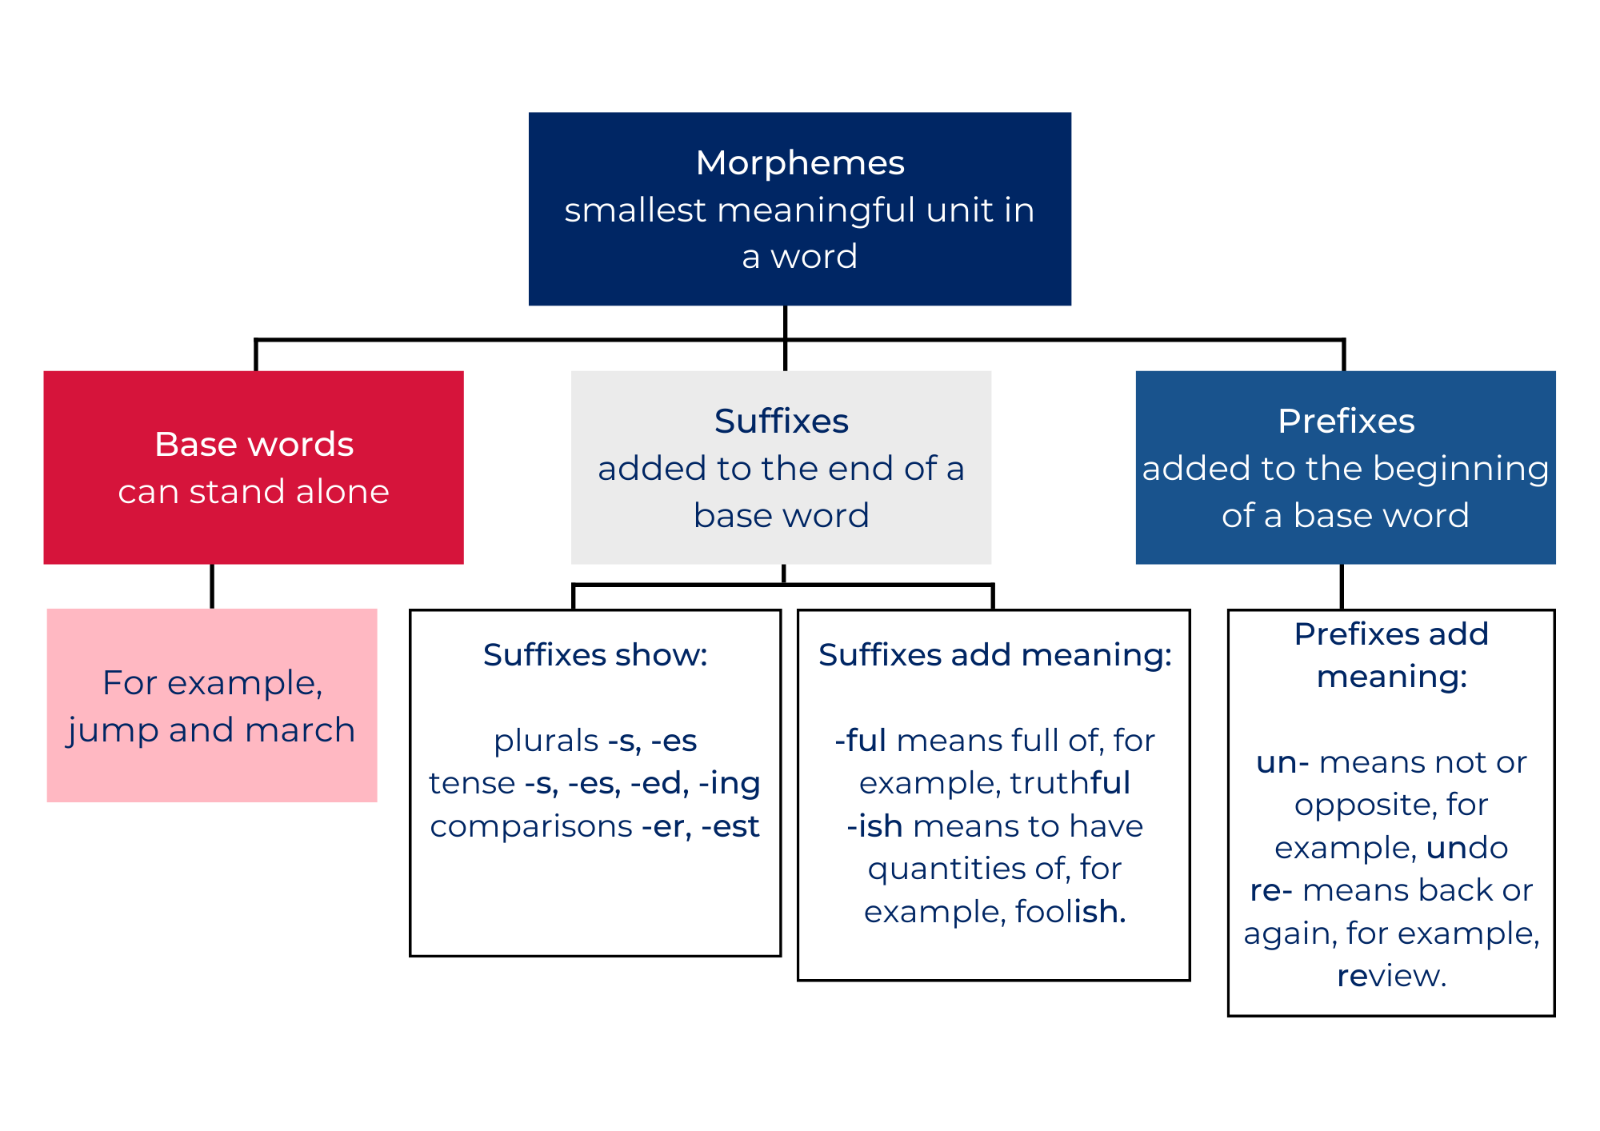 Morphemes
smallest meaningful unit in
a word
Base words
can stand alone
Suffixes
added to the end of a
base word
Prefixes
added to the beginning
of a base word
For example,
jump and march
Suffixes show:
plurals -s, -es
tense -s, -es, -ed, -ing
comparisons -er, -est
Suffixes add meaning:
-ful means full of, for
example, truthful
-ish means to have
quantities of, for
example, foolish.
Prefixes add
meaning:
un- means not or
opposite, for
example, undo
re- means back or
again, for example,
review.